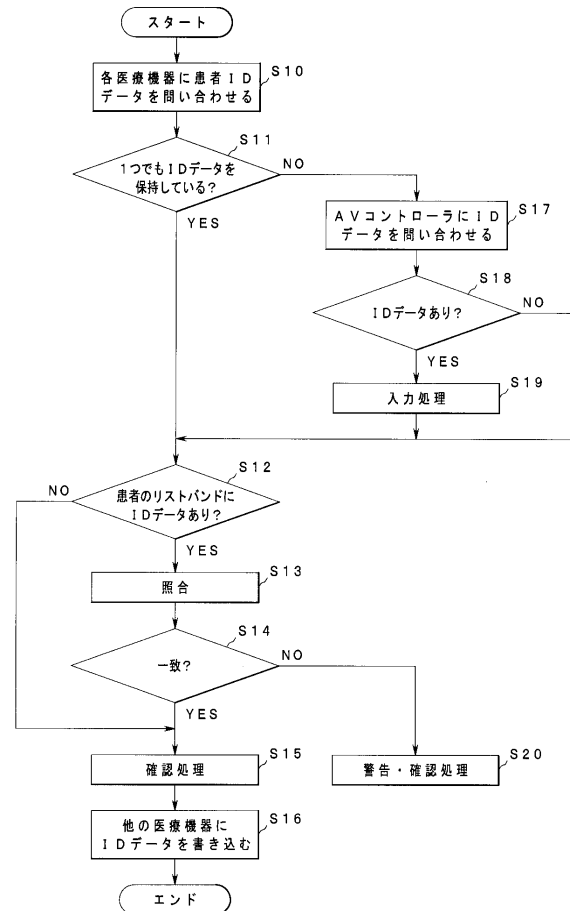 スタート
各医療機器に患者ID
データを問い合わせる
S10
1つでもIDデータを
保持している?
S11
NO
YES
AVコントローラにID
データを問い合わせる
S17
IDデータあり?
S18
NO
YES
入力処理
S19
患者のリストバンドに
IDデータあり?
S12
NO
YES
照合
S13
一致?
S14
NO
YES
確認処理
S15
警告・確認処理
S20
他の医療機器に
IDデータを書き込む
S16
エンド